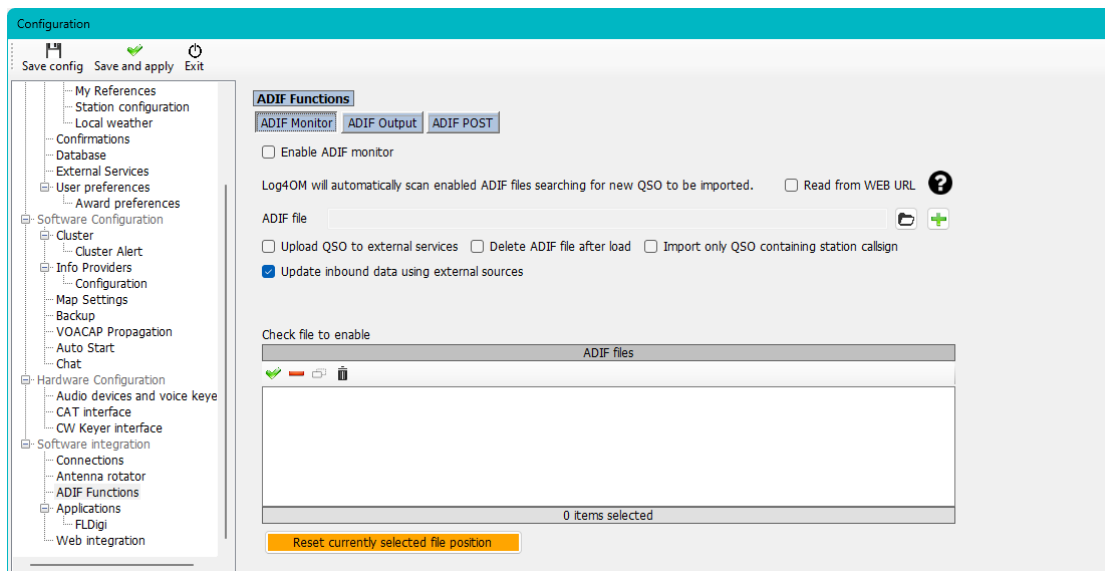 Configuration
Save config Save and apply Exit
My References
Station configuration
Local weather
Confirmations
Database
External Services
User preferences
Award preferences
Software Configuration
Cluster
Cluster Alert
Info Providers
Configuration
Map Settings
Backup
VOACAP Propagation
Auto Start
Chat
Hardware Configuration
Audio devices and voice keye
CAT interface
CW Keyer interface
Software integration
Connections
Antenna rotator
ADIF Functions
Applications
FLDigi
Web integration
ADIF Functions
ADIF Monitor ADIF Output ADIF POST
Enable ADIF monitor
Log4OM will automatically scan enabled ADIF files searching for new QSO to be imported. Read from WEB URL ?
ADIF file
Upload QSO to external services Delete ADIF file after load Import only QSO containing station callsign
Update inbound data using external sources
Check file to enable
ADIF files
0 items selected
Reset currently selected file position